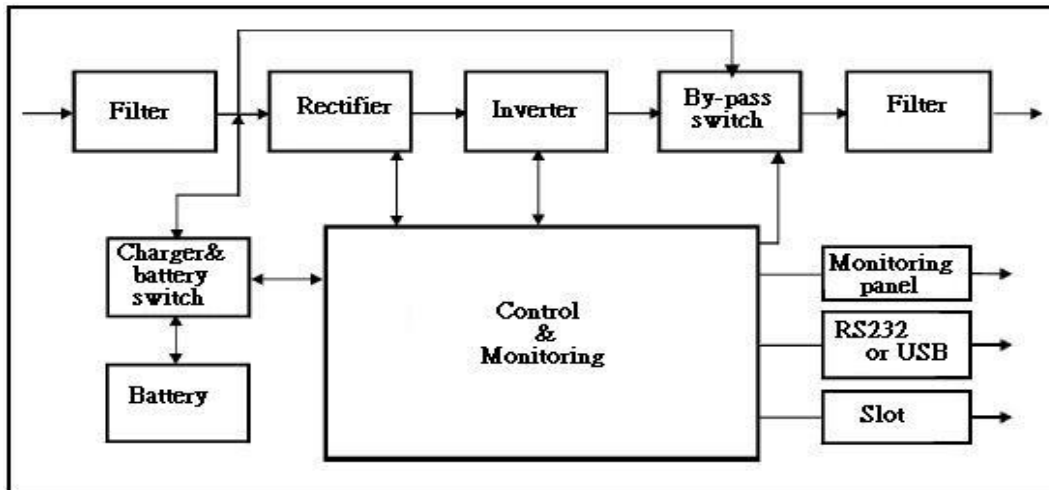 Filter
Rectifier
Inverter
By-pass
switch
Filter
Charger&
battery
switch
Control
&
Monitoring
Monitoring
panel
RS232
or USB
Battery
Slot